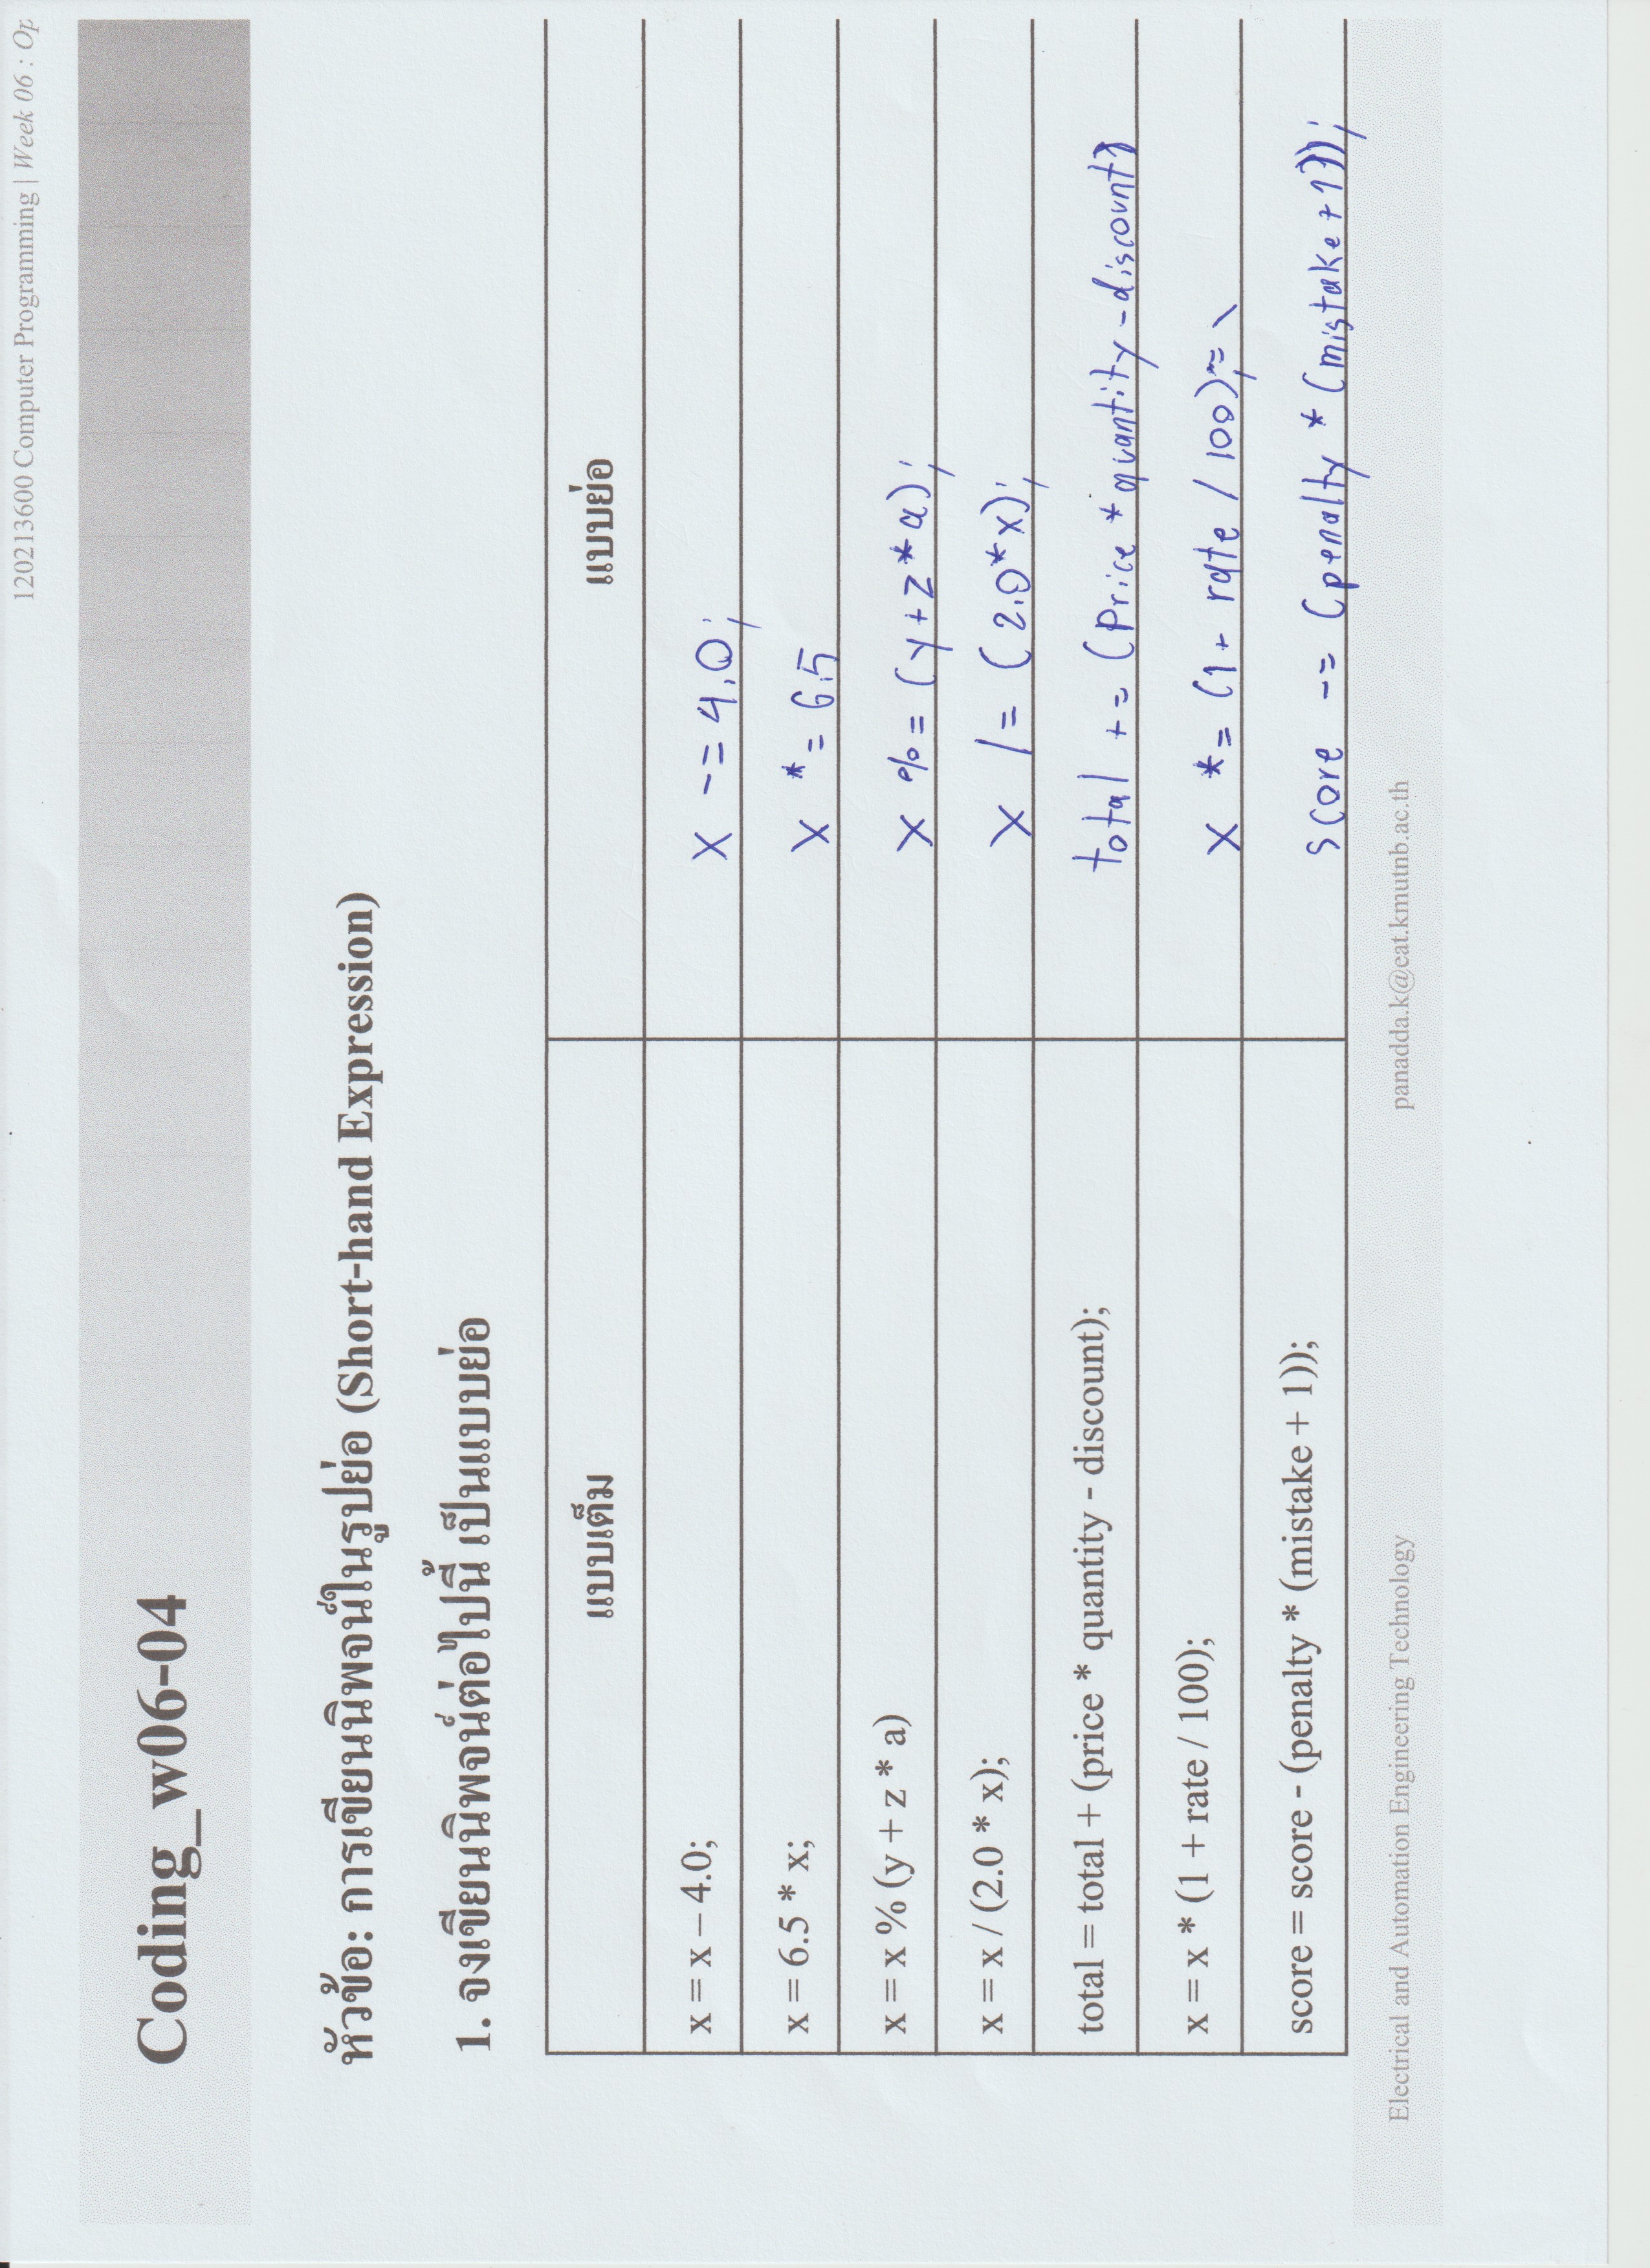 120213600 Computer Programming | Week 06 : Op
Coding_w06-04
หัวข้อ: การเขียนนิพจน์ในรูปย่อ (Short-hand Expression)
1. จงเขียนนิพจน์ต่อไปนี้ เป็นแบบย่อ
แบบเต็ม แบบย่อ
x = x – 4.0; x -= 4.0;
x = 6.5 * x; x *= 6.5
x = x % (y + z * a) x %= (y+z*a);
x = x / (2.0 * x); x /= (2.0*x);
total = total + (price * quantity - discount); total += (Price * quantity - discount)
x = x * (1 + rate / 100); x *= (1+ rate / 100);
score = score - (penalty * (mistake + 1)); score -= (penalty * (mistake + 1));
Electrical and Automation Engineering Technology panadda.k@eat.kmutnb.ac.th